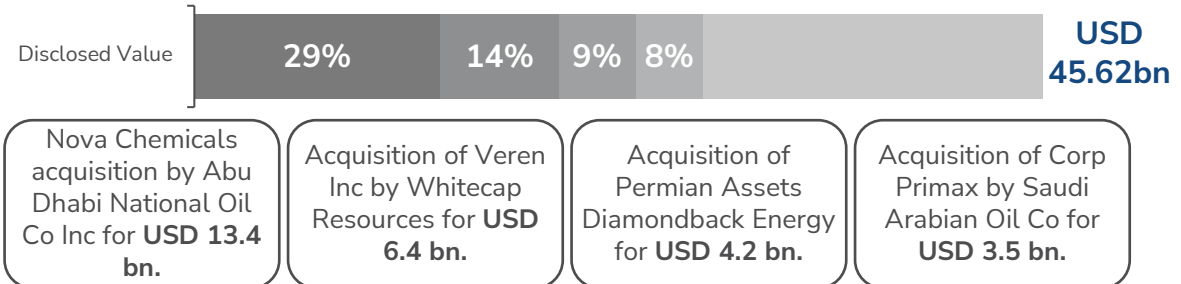 Disclosed Value
29%
14%
9%
8%
USD
45.62bn
Nova Chemicals
acquisition by Abu
Dhabi National Oil
Co Inc for USD 13.4
bn.
Acquisition of Veren
Inc by Whitecap
Resources for USD
6.4 bn.
Acquisition of
Permian Assets
Diamondback Energy
for USD 4.2 bn.
Acquisition of Corp
Primax by Saudi
Arabian Oil Co for
USD 3.5 bn.